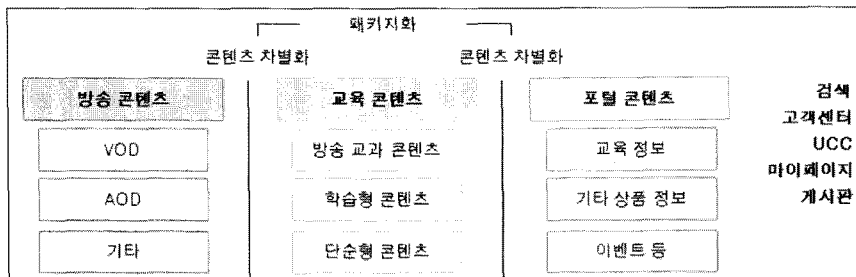 패키지화
콘텐츠 차별화 콘텐츠 차별화
방송 콘텐츠 교육 콘텐츠 포털 콘텐츠 검색
고객센터
VOD 방송 교과 콘텐츠 교육 정보 UCC
마이페이지
AOD 학습형 콘텐츠 기타 상품 정보 게시판
기타 단순형 콘텐츠 이벤트 등